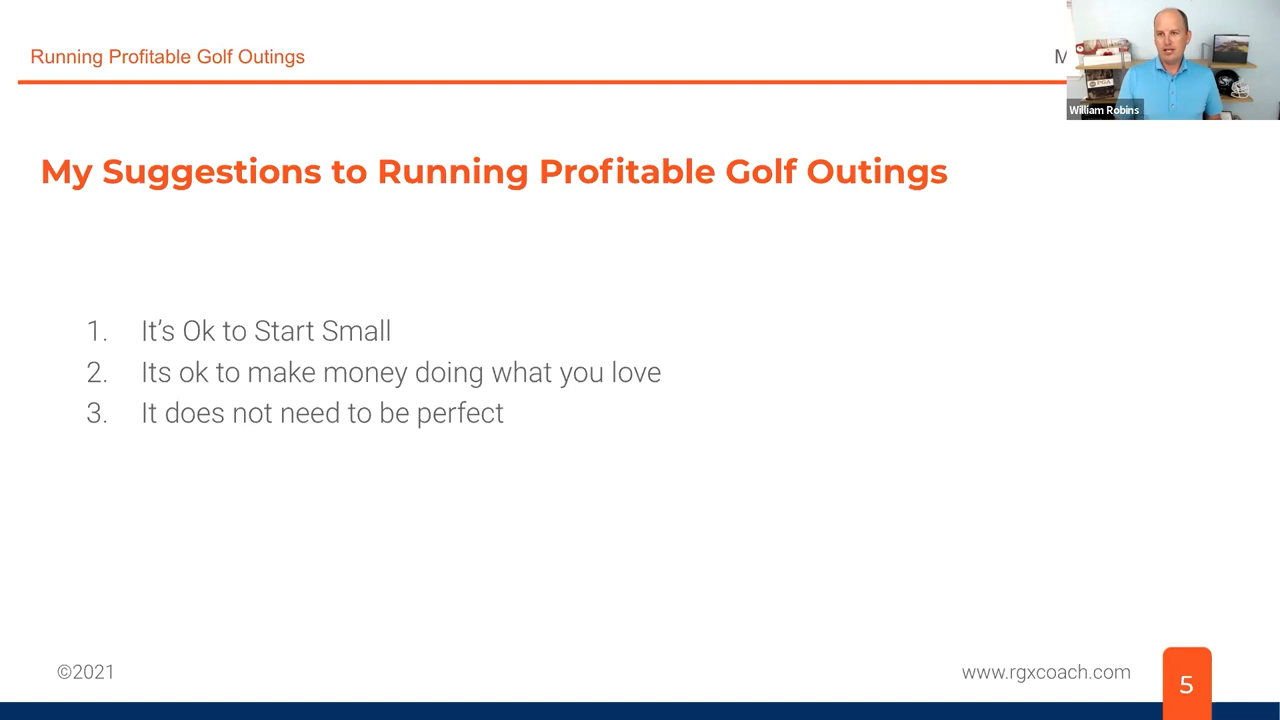 Running Profitable Golf Outings
M
William Robins
PGA
My Suggestions to Running Profitable Golf Outings
1. It’s Ok to Start Small
2. Its ok to make money doing what you love
3. It does not need to be perfect
©2021
www.rgxcoach.com
5